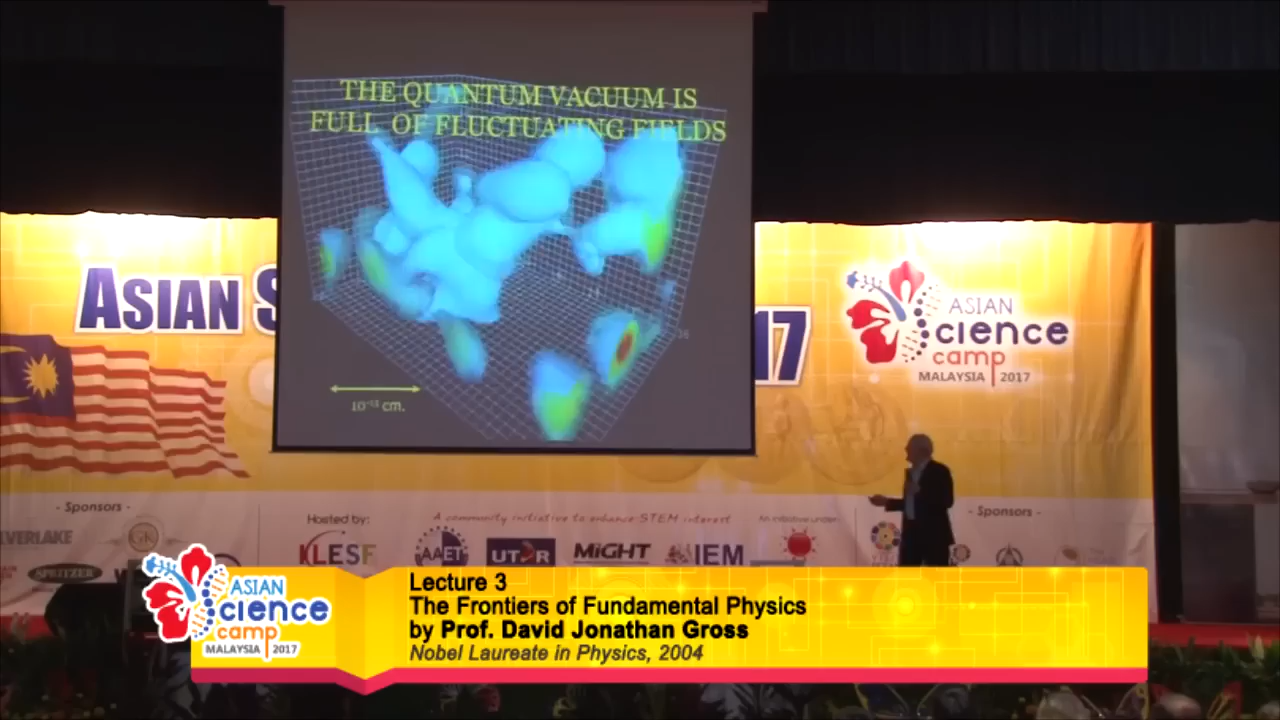 THE QUANTUM VACUUM IS
FULL OF FLUCTUATING FIELDS
10⁻¹³ cm.
ASIAN S
17
ASIAN
science
camp
MALAYSIA 2017
- Sponsors -
Hosted by:
A community initiative to enhance STEM interest
An initiative under
- Sponsors -
GK
KLESF
AAET
UTAR
MiGHT
IEM
SPRITZER
ASIAN
science
camp
MALAYSIA 2017
Lecture 3
The Frontiers of Fundamental Physics
by Prof. David Jonathan Gross
Nobel Laureate in Physics, 2004